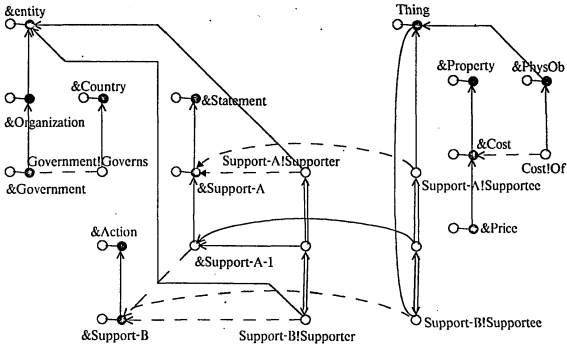 &entity
Thing
&Country
&Property
&PhysOb
&Statement
&Organization
Government!Governs
Support-A!Supporter
&Cost
Cost!Of
&Government
&Support-A
Support-A!Supportee
&Action
&Price
&Support-A-1
&Support-B
Support-B!Supporter
Support-B!Supportee